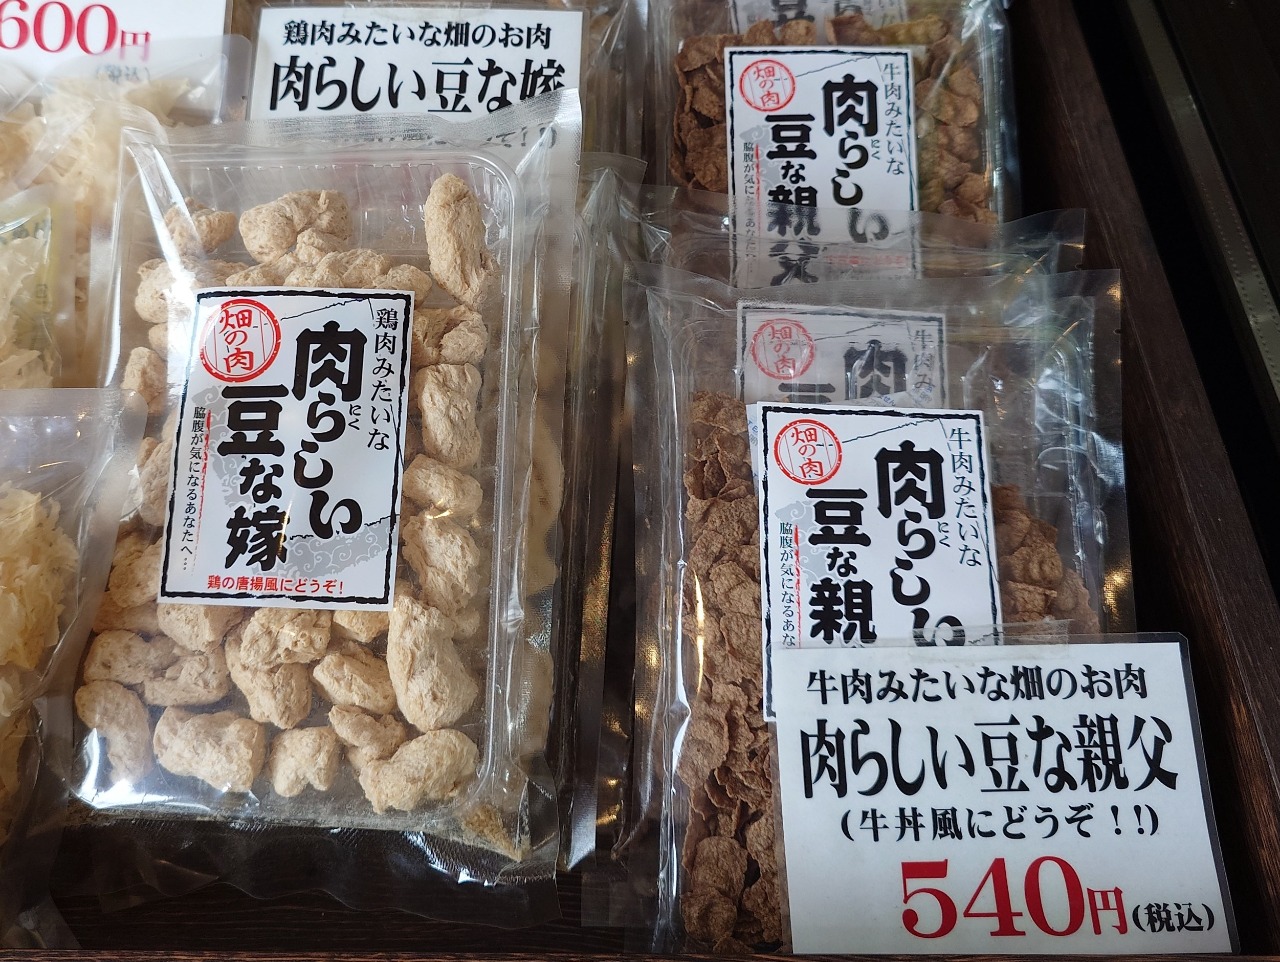 600円
(税込)
鶏肉みたいな畑のお肉
肉らしい豆な嫁
畑の肉
牛肉みたいな
肉らしい
にく
豆な親父
脇腹が気になるあなたへ
畑の肉
鶏肉みたいな
肉らしい
にく
豆な嫁
脇腹が気になるあなたへ…
鶏の唐揚風にどうぞ!
畑の肉
牛肉み
肉
畑の肉
牛肉みたいな
肉らしい
にく
豆な親
脇腹が気になるあな
牛肉みたいな畑のお肉
肉らしい豆な親父
(牛丼風にどうぞ!!)
540円(税込)